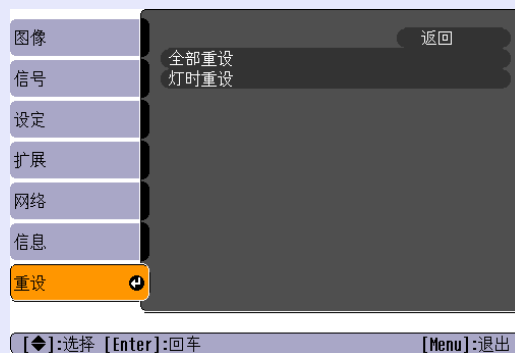 图像
信号
设定
扩展
网络
信息
重设
返回
全部重设
灯时重设
[◆]:选择 [Enter]:回车 [Menu]:退出